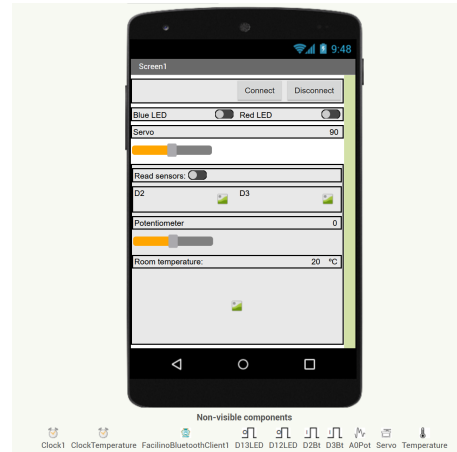 9:48
Screen1
Connect Disconnect
Blue LED Red LED
Servo 90
Read sensors:
D2 D3
Potentiometer 0
Room temperature: 20 ºC
Non-visible components
Clock1 ClockTemperature FacilinoBluetoothClient1 D13LED D12LED D2Bt D3Bt A0Pot Servo Temperature